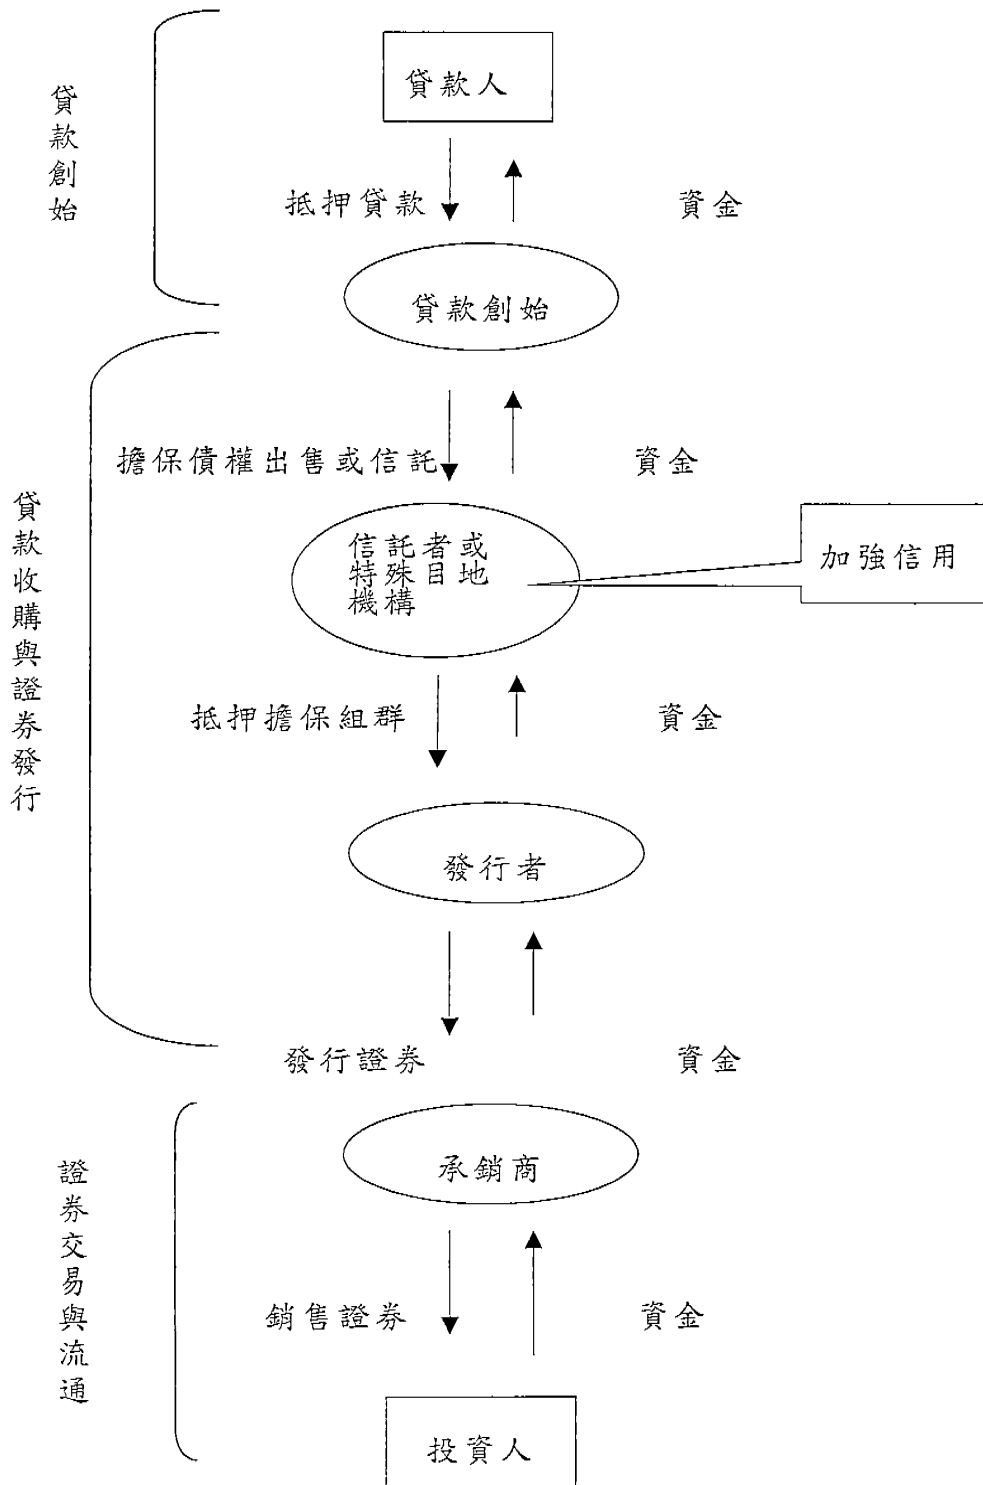 貸款創始
貸款人
抵押貸款
資金
貸款創始
貸款收購與證券發行
擔保債權出售或信託
資金
信託者或
特殊目地
機構
加強信用
抵押擔保組群
資金
發行者
發行證券
資金
證券交易與流通
承銷商
銷售證券
資金
投資人